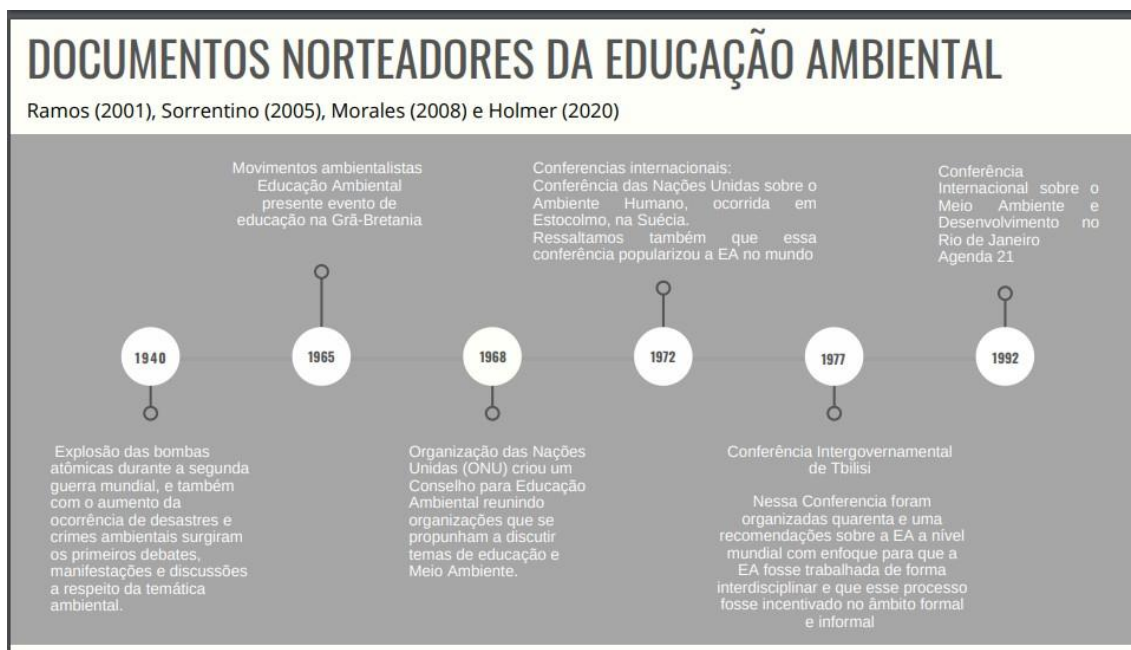 DOCUMENTOS NORTEADORES DA EDUCAÇÃO AMBIENTAL
Ramos (2001), Sorrentino (2005), Morales (2008) e Holmer (2020)
Movimentos ambientalistas
Educação Ambiental
presente evento de
educação na Grã-Bretania
Conferencias internacionais:
Conferência das Nações Unidas sobre o
Ambiente Humano, ocorrida em
Estocolmo, na Suécia.
Ressaltamos também que essa
conferência popularizou a EA no mundo
Conferência
Internacional sobre o
Meio Ambiente e
Desenvolvimento no
Rio de Janeiro
Agenda 21
1940
1965
1968
1972
1977
1992
Explosão das bombas
atômicas durante a segunda
guerra mundial, e também
com o aumento da
ocorrência de desastres e
crimes ambientais surgiram
os primeiros debates,
manifestações e discussões
a respeito da temática
ambiental.
Organização das Nações
Unidas (ONU) criou um
Conselho para Educação
Ambiental reunindo
organizações que se
propunham a discutir
temas de educação e
Meio Ambiente.
Conferência Intergovernamental
de Tbilisi
Nessa Conferencia foram
organizadas quarenta e uma
recomendações sobre a EA a nível
mundial com enfoque para que a
EA fosse trabalhada de forma
interdisciplinar e que esse processo
fosse incentivado no âmbito formal
e informal